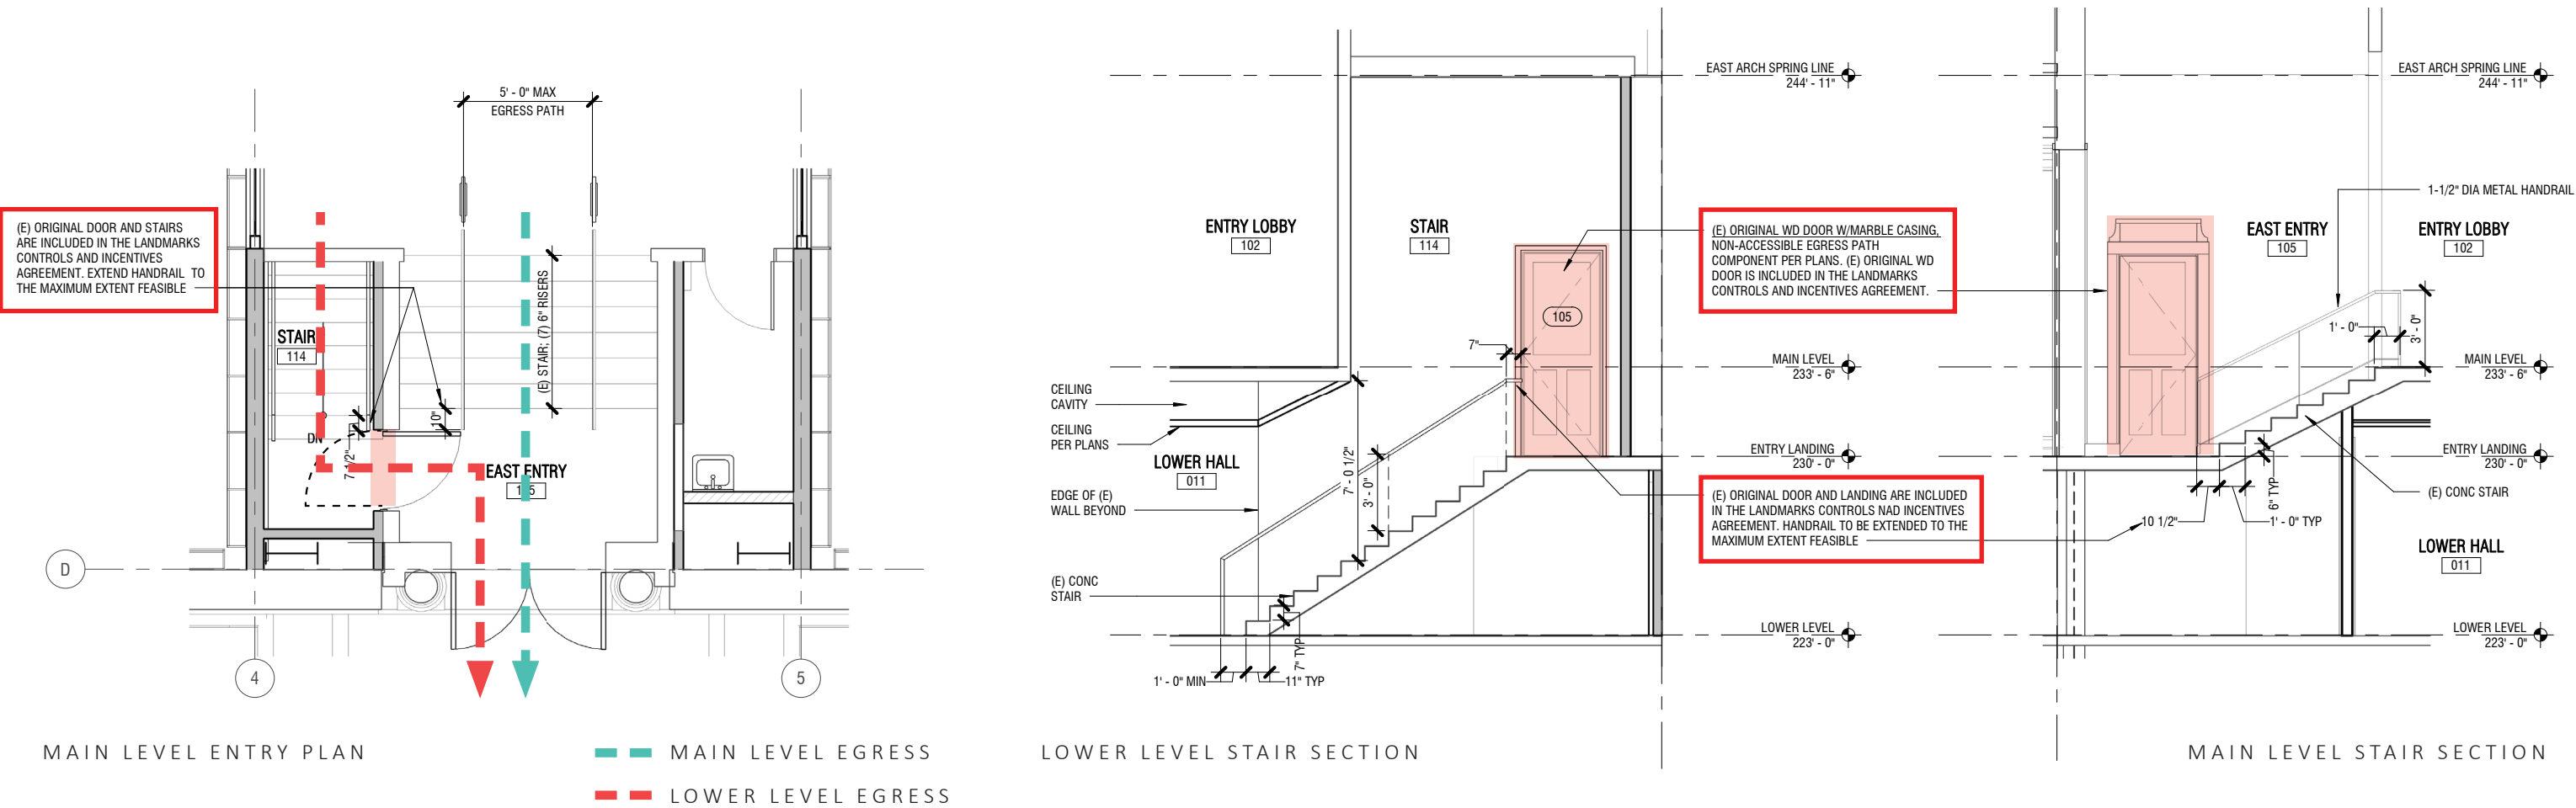 5' - 0" MAX
EGRESS PATH
(E) ORIGINAL DOOR AND STAIRS
ARE INCLUDED IN THE LANDMARKS
CONTROLS AND INCENTIVES
AGREEMENT. EXTEND HANDRAIL TO
THE MAXIMUM EXTENT FEASIBLE
STAIR
114
(E) STAIR; (7) 6" RISERS
10"
DN
7 1/2"
EAST ENTRY
D
4
5
MAIN LEVEL ENTRY PLAN
MAIN LEVEL EGRESS
LOWER LEVEL EGRESS
EAST ARCH SPRING LINE
244' - 11"
ENTRY LOBBY
102
STAIR
114
(E) ORIGINAL WD DOOR W/MARBLE CASING,
NON-ACCESSIBLE EGRESS PATH
COMPONENT PER PLANS. (E) ORIGINAL WD
DOOR IS INCLUDED IN THE LANDMARKS
CONTROLS AND INCENTIVES AGREEMENT.
105
7"
MAIN LEVEL
233' - 6"
CEILING
CAVITY
CEILING
PER PLANS
LOWER HALL
011
7' - 0 1/2"
3' - 0"
ENTRY LANDING
230' - 0"
EDGE OF (E)
WALL BEYOND
(E) ORIGINAL DOOR AND LANDING ARE INCLUDED
IN THE LANDMARKS CONTROLS NAD INCENTIVES
AGREEMENT. HANDRAIL TO BE EXTENDED TO THE
MAXIMUM EXTENT FEASIBLE
(E) CONC
STAIR
LOWER LEVEL
223' - 0"
7" TYP
1' - 0" MIN
11" TYP
LOWER LEVEL STAIR SECTION
EAST ARCH SPRING LINE
244' - 11"
1-1/2" DIA METAL HANDRAIL
EAST ENTRY
105
ENTRY LOBBY
102
1' - 0"
3' - 0"
MAIN LEVEL
233' - 6"
ENTRY LANDING
230' - 0"
6" TYP
(E) CONC STAIR
10 1/2"
1' - 0" TYP
LOWER HALL
011
LOWER LEVEL
223' - 0"
MAIN LEVEL STAIR SECTION